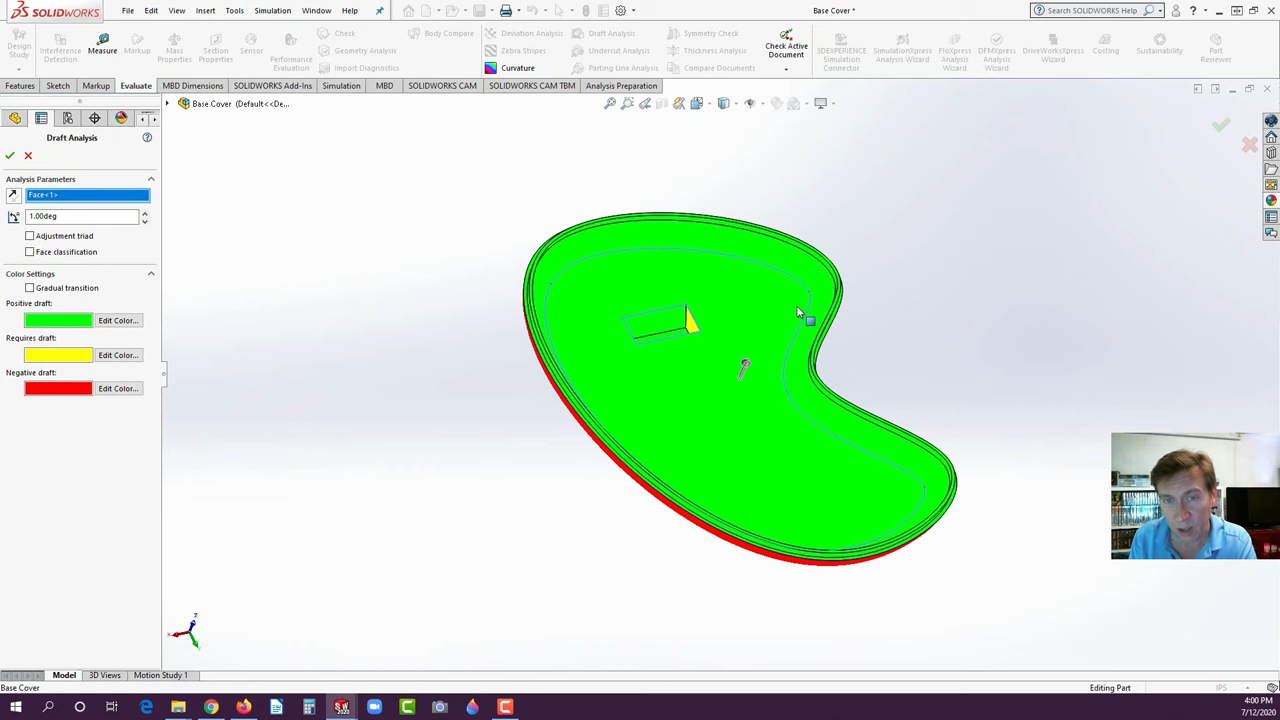 SOLIDWORKS
File Edit View Insert Tools Simulation Window Help
Base Cover *
Search SOLIDWORKS Help
Design Study
Interference Detection
Measure
Markup
Mass Properties
Section Properties
Sensor
Performance Evaluation
Check
Geometry Analysis
Import Diagnostics
Body Compare
Deviation Analysis
Zebra Stripes
Curvature
Draft Analysis
Undercut Analysis
Parting Line Analysis
Symmetry Check
Thickness Analysis
Compare Documents
Check Active Document
3DEXPERIENCE Simulation Connector
SimulationXpress Analysis Wizard
FloXpress Analysis Wizard
DFMXpress Analysis Wizard
DriveWorksXpress Wizard
Costing
Sustainability
Part Reviewer
Features Sketch Markup Evaluate MBD Dimensions SOLIDWORKS Add-Ins Simulation MBD SOLIDWORKS CAM SOLIDWORKS CAM TBM Analysis Preparation
Base Cover (Default<<De...
Draft Analysis
Analysis Parameters
Face<1>
1.00deg
Adjustment triad
Face classification
Color Settings
Gradual transition
Positive draft:
Edit Color...
Requires draft:
Edit Color...
Negative draft:
Edit Color...
Model 3D Views Motion Study 1
Base Cover
Editing Part
IPS
4:00 PM
7/12/2020